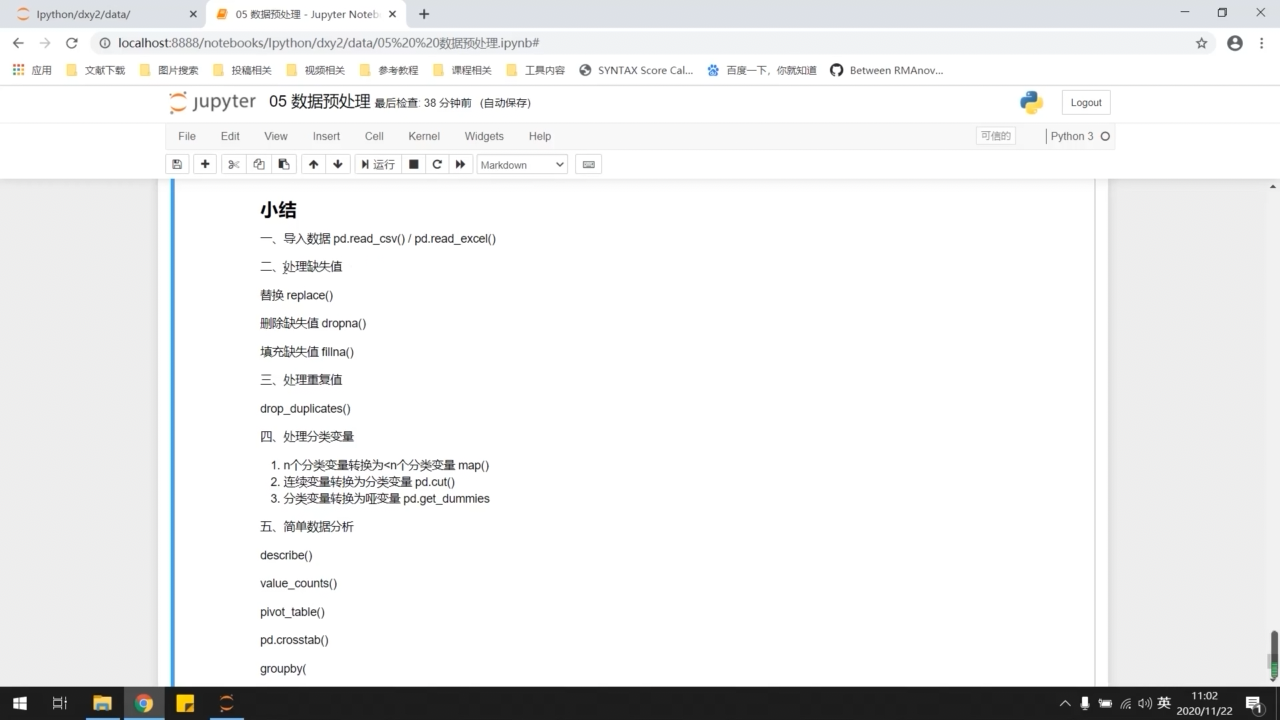 lpython/dxy2/data/
05 数据预处理 - Jupyter Noteb
localhost:8888/notebooks/lpython/dxy2/data/05%20%20数据预处理.ipynb#
应用
文献下载
图片搜索
投稿相关
视频相关
参考教程
课程相关
工具内容
SYNTAX Score Cal...
百度一下，你就知道
Between RMAnov...
jupyter
05 数据预处理 最后检查: 38 分钟前 (自动保存)
Logout
File Edit View Insert Cell Kernel Widgets Help
可信的
Python 3
运行
Markdown
小结
一、导入数据 pd.read_csv() / pd.read_excel()
二、处理缺失值
替换 replace()
删除缺失值 dropna()
填充缺失值 fillna()
三、处理重复值
drop_duplicates()
四、处理分类变量
1. n个分类变量转换为<n个分类变量 map()
2. 连续变量转换为分类变量 pd.cut()
3. 分类变量转换为哑变量 pd.get_dummies
五、简单数据分析
describe()
value_counts()
pivot_table()
pd.crosstab()
groupby(
英
11:02
2020/11/22
1